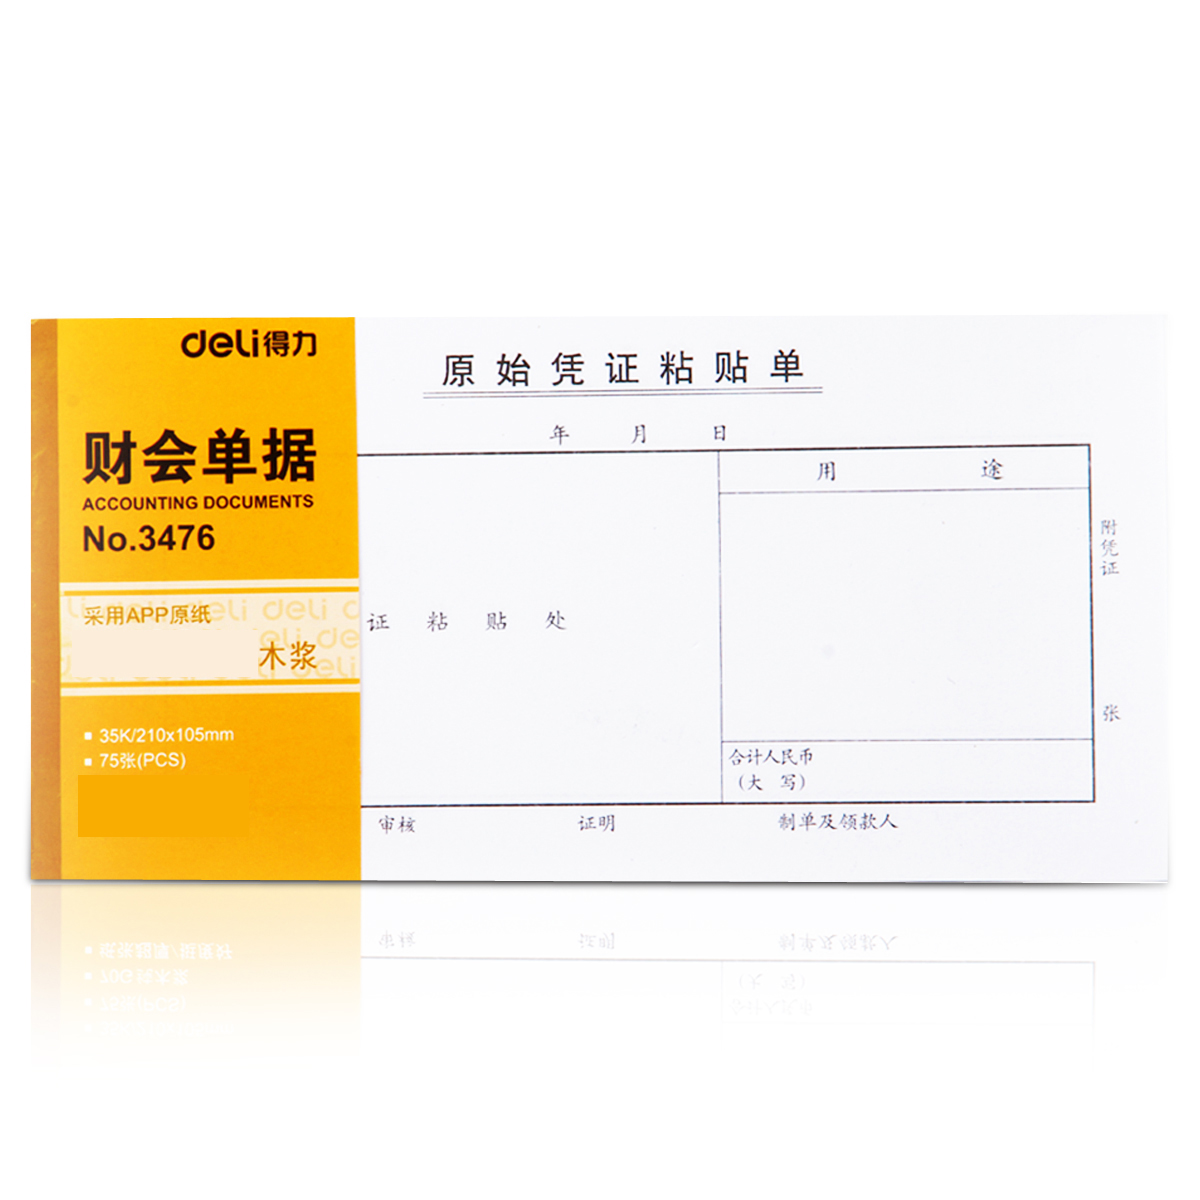 deli得力
财会单据
ACCOUNTING DOCUMENTS
No.3476
采用APP原纸
木浆
35K/210x105mm
75张(PCS)
原始凭证粘贴单
年 月 日
用 途
证 粘 贴 处
附凭证 张
合计人民币
（大 写）
审核 证明 制单及领款人